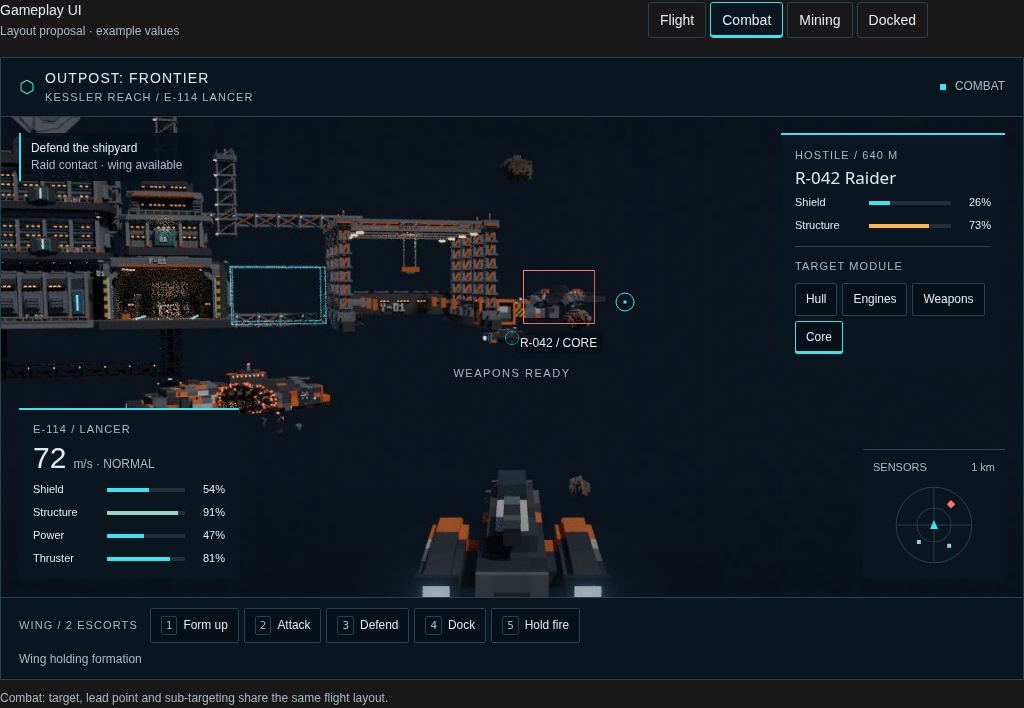 Gameplay UI
Layout proposal · example values
Flight
Combat
Mining
Docked
OUTPOST: FRONTIER
KESSLER REACH / E-114 LANCER
COMBAT
Defend the shipyard
Raid contact · wing available
HOSTILE / 640 M
R-042 Raider
Shield 26%
Structure 73%
TARGET MODULE
Hull
Engines
Weapons
Core
Y-01
R-042 / CORE
WEAPONS READY
E-114 / LANCER
72 m/s · NORMAL
Shield 54%
Structure 91%
Power 47%
Thruster 81%
SENSORS 1 km
WING / 2 ESCORTS
1 Form up
2 Attack
3 Defend
4 Dock
5 Hold fire
Wing holding formation
Combat: target, lead point and sub-targeting share the same flight layout.